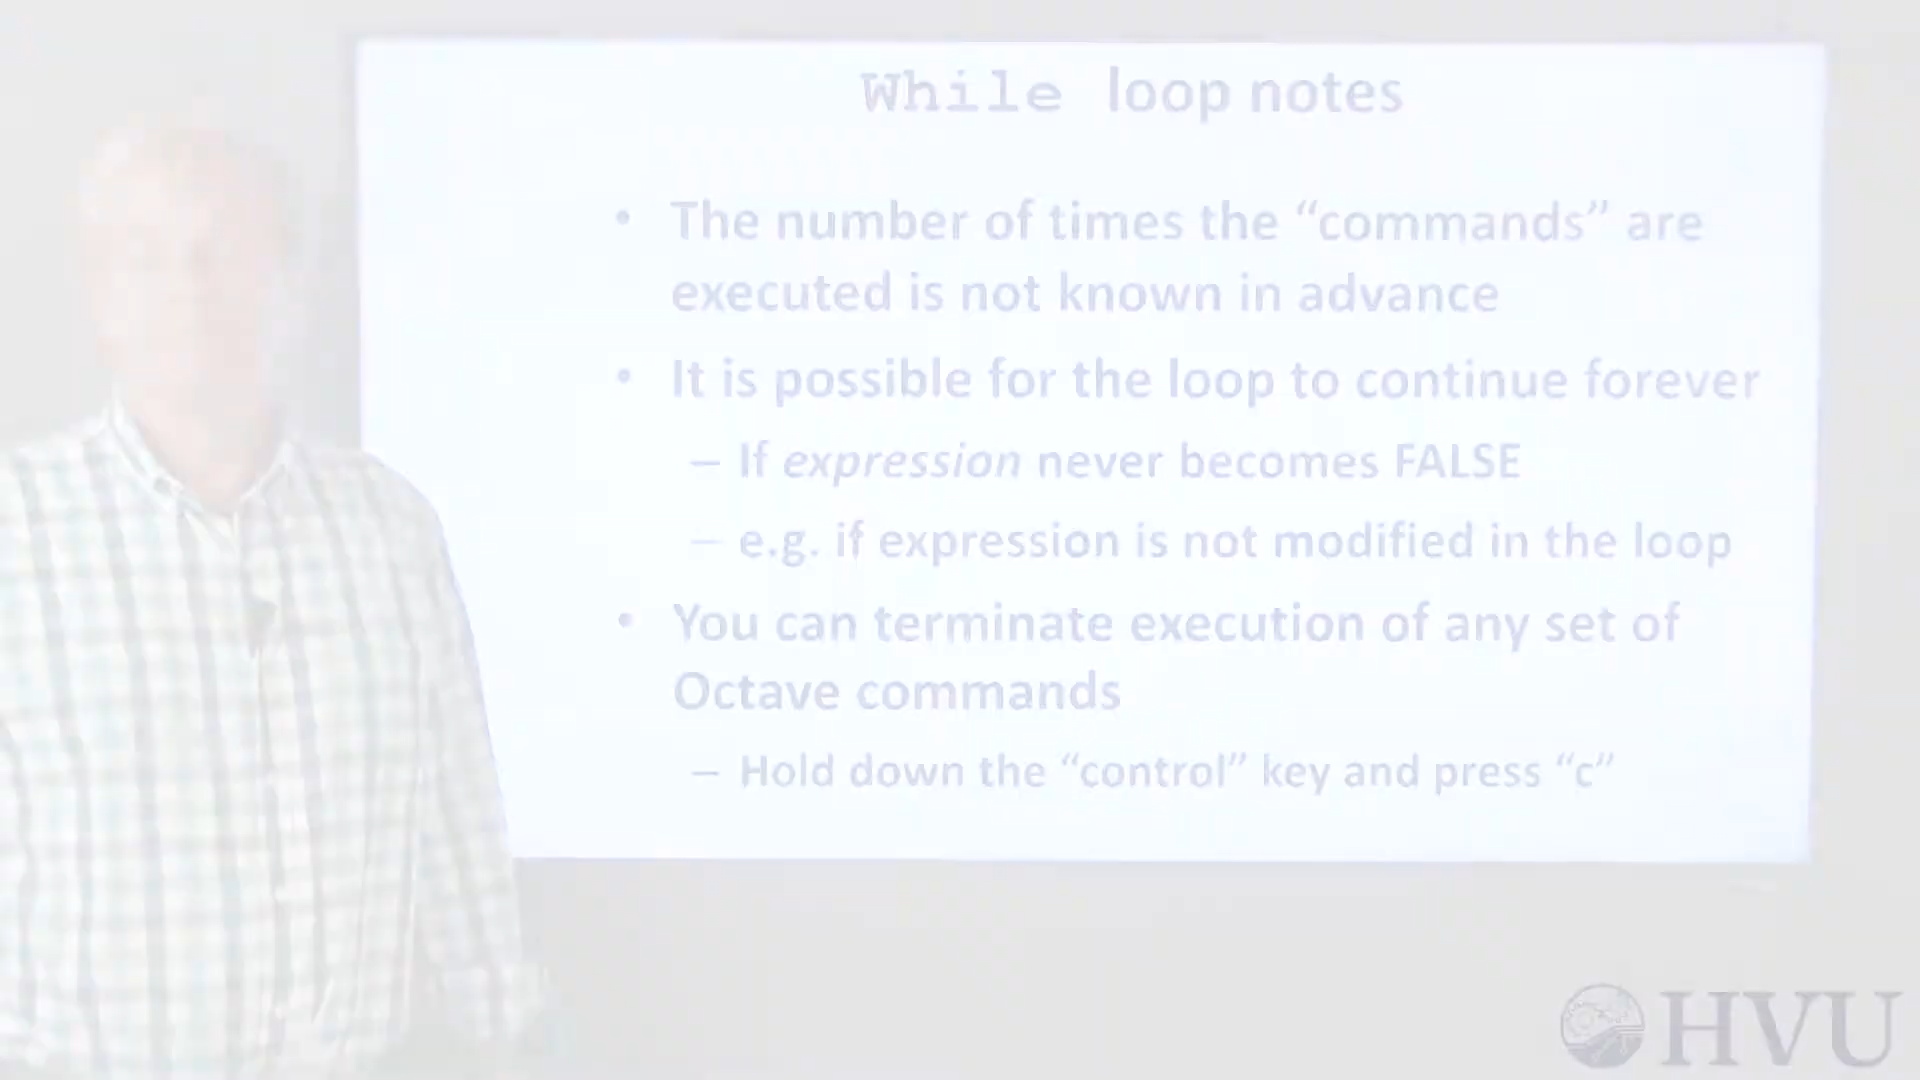 While loop notes
• The number of times the “commands” are
executed is not known in advance
• It is possible for the loop to continue forever
– If expression never becomes FALSE
– e.g. if expression is not modified in the loop
• You can terminate execution of any set of
Octave commands
– Hold down the “control” key and press “c”
HVU